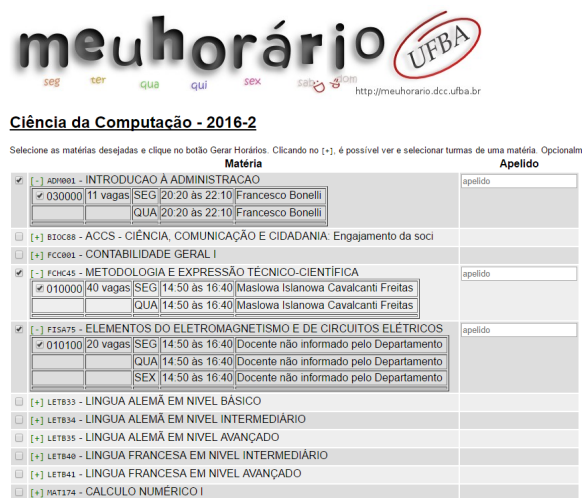 meuhorário UFBA
seg ter qua qui sex sab dom
http://meuhorario.dcc.ufba.br
Ciência da Computação - 2016-2
Selecione as matérias desejadas e clique no botão Gerar Horários. Clicando no [+], é possível ver e selecionar turmas de uma matéria. Opcionalm
Matéria Apelido
[-] ADM001 - INTRODUCAO À ADMINISTRACAO apelido
030000 11 vagas SEG 20:20 às 22:10 Francesco Bonelli
QUA 20:20 às 22:10 Francesco Bonelli
[+] BIOC88 - ACCS - CIÊNCIA, COMUNICAÇÃO E CIDADANIA: Engajamento da soci
[+] FCC001 - CONTABILIDADE GERAL I
[-] FCHC45 - METODOLOGIA E EXPRESSÃO TÉCNICO-CIENTÍFICA apelido
010000 40 vagas SEG 14:50 às 16:40 Maslowa Islanowa Cavalcanti Freitas
QUA 14:50 às 16:40 Maslowa Islanowa Cavalcanti Freitas
[-] FISA75 - ELEMENTOS DO ELETROMAGNETISMO E DE CIRCUITOS ELÉTRICOS apelido
010100 20 vagas SEG 14:50 às 16:40 Docente não informado pelo Departamento
QUA 14:50 às 16:40 Docente não informado pelo Departamento
SEX 14:50 às 16:40 Docente não informado pelo Departamento
[+] LETB33 - LINGUA ALEMÃ EM NIVEL BÁSICO
[+] LETB34 - LINGUA ALEMÃ EM NIVEL INTERMEDIÁRIO
[+] LETB35 - LINGUA ALEMÃ EM NIVEL AVANÇADO
[+] LETB40 - LINGUA FRANCESA EM NIVEL INTERMEDIÁRIO
[+] LETB41 - LINGUA FRANCESA EM NIVEL AVANÇADO
[+] MAT174 - CALCULO NUMÉRICO I